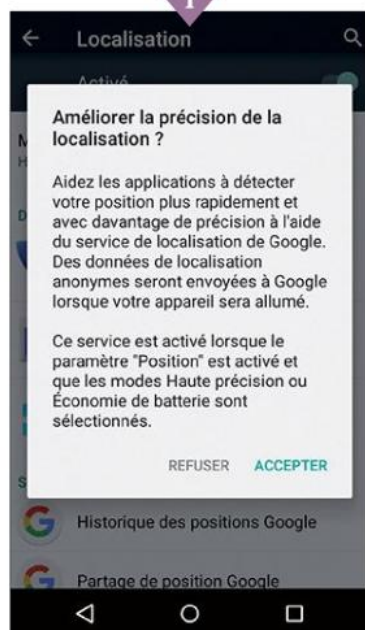 1
Localisation
Activé
M
H
D
Améliorer la précision de la
localisation ?
Aidez les applications à détecter
votre position plus rapidement et
avec davantage de précision à l'aide
du service de localisation de Google.
Des données de localisation
anonymes seront envoyées à Google
lorsque votre appareil sera allumé.
Ce service est activé lorsque le
paramètre "Position" est activé et
que les modes Haute précision ou
Économie de batterie sont
sélectionnés.
REFUSER ACCEPTER
S
Historique des positions Google
Partage de position Google